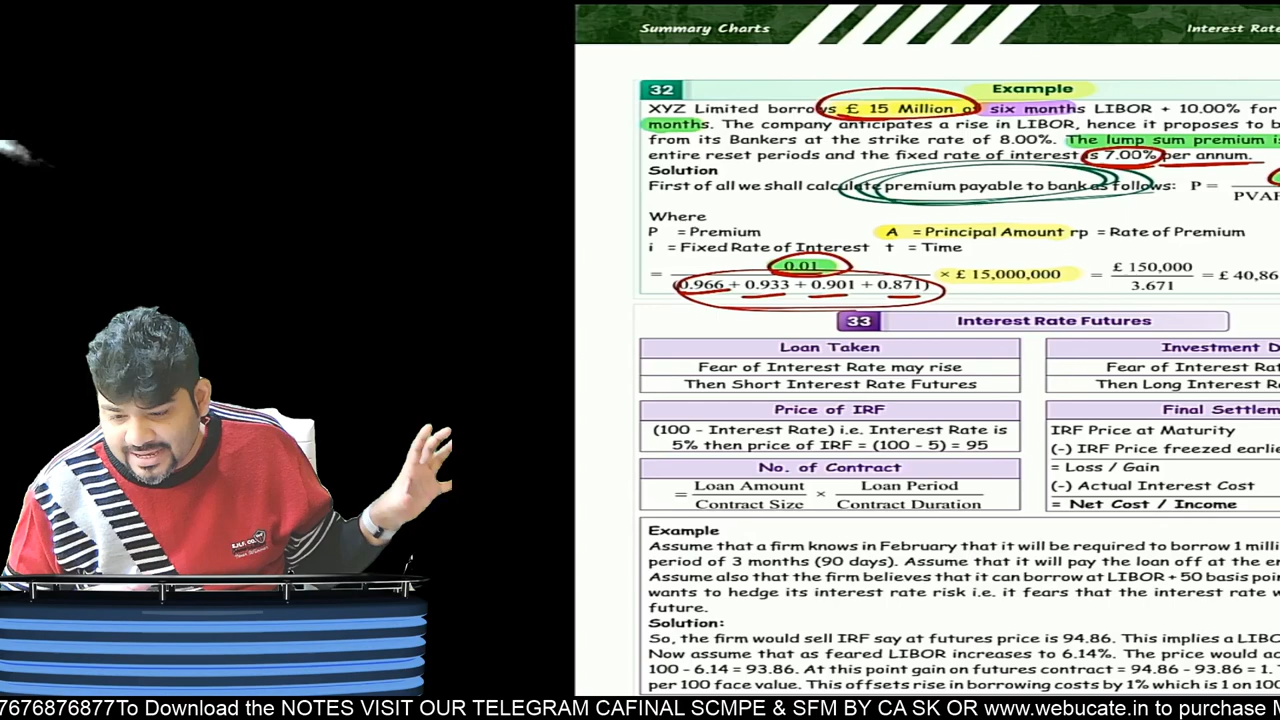 Summary Charts
Interest Rate
32
Example
XYZ Limited borrows £ 15 Million at six months LIBOR + 10.00% for
months. The company anticipates a rise in LIBOR, hence it proposes to b
from its Bankers at the strike rate of 8.00%. The lump sum premium is
entire reset periods and the fixed rate of interest is 7.00% per annum.
Solution
First of all we shall calculate premium payable to bank as follows: P =
PVAF
Where
P = Premium A = Principal Amount rp = Rate of Premium
i = Fixed Rate of Interest t = Time
0.01
= × £ 15,000,000 = £ 150,000 = £ 40,86
(0.966 + 0.933 + 0.901 + 0.871) 3.671
33 Interest Rate Futures
Loan Taken
Fear of Interest Rate may rise
Then Short Interest Rate Futures
Investment D
Fear of Interest Rat
Then Long Interest R
Price of IRF
(100 - Interest Rate) i.e. Interest Rate is
5% then price of IRF = (100 - 5) = 95
No. of Contract
= Loan Amount × Loan Period
Contract Size Contract Duration
Final Settlem
IRF Price at Maturity
(-) IRF Price freezed earlie
= Loss / Gain
(-) Actual Interest Cost
= Net Cost / Income
Example
Assume that a firm knows in February that it will be required to borrow 1 milli
period of 3 months (90 days). Assume that it will pay the loan off at the en
Assume also that the firm believes that it can borrow at LIBOR + 50 basis poin
wants to hedge its interest rate risk i.e. it fears that the interest rate w
future.
Solution:
So, the firm would sell IRF say at futures price is 94.86. This implies a LIBO
Now assume that as feared LIBOR increases to 6.14%. The price would ac
100 - 6.14 = 93.86. At this point gain on futures contract = 94.86 - 93.86 = 1. T
per 100 face value. This offsets rise in borrowing costs by 1% which is 1 on 100
7676876877To Download the NOTES VISIT OUR TELEGRAM CAFINAL SCMPE & SFM BY CA SK OR www.webucate.in to purchase